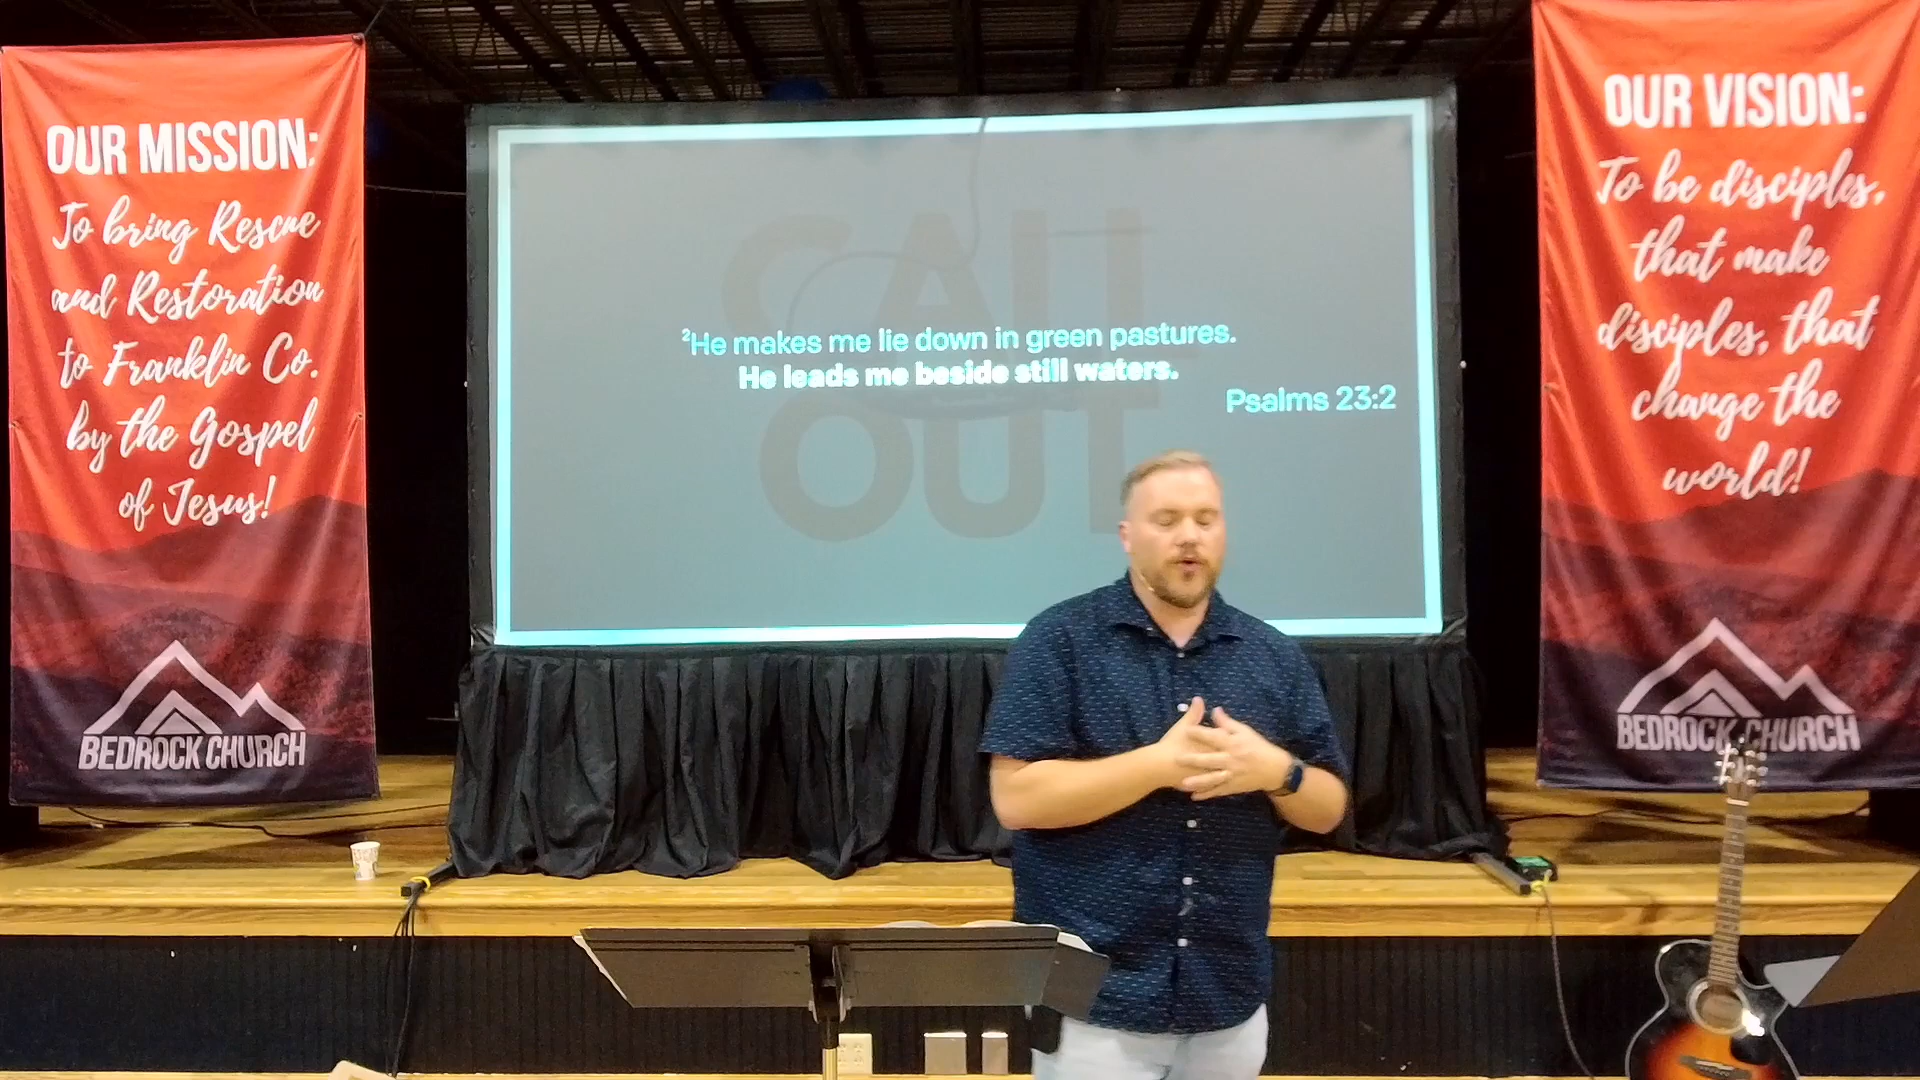 OUR MISSION:
To bring Rescue
and Restoration
to Franklin Co.
by the Gospel
of Jesus!
BEDROCK CHURCH
CALL
OUT
²He makes me lie down in green pastures.
He leads me beside still waters.
Psalms 23:2
OUR VISION:
To be disciples,
that make
disciples, that
change the
world!
BEDROCK CHURCH